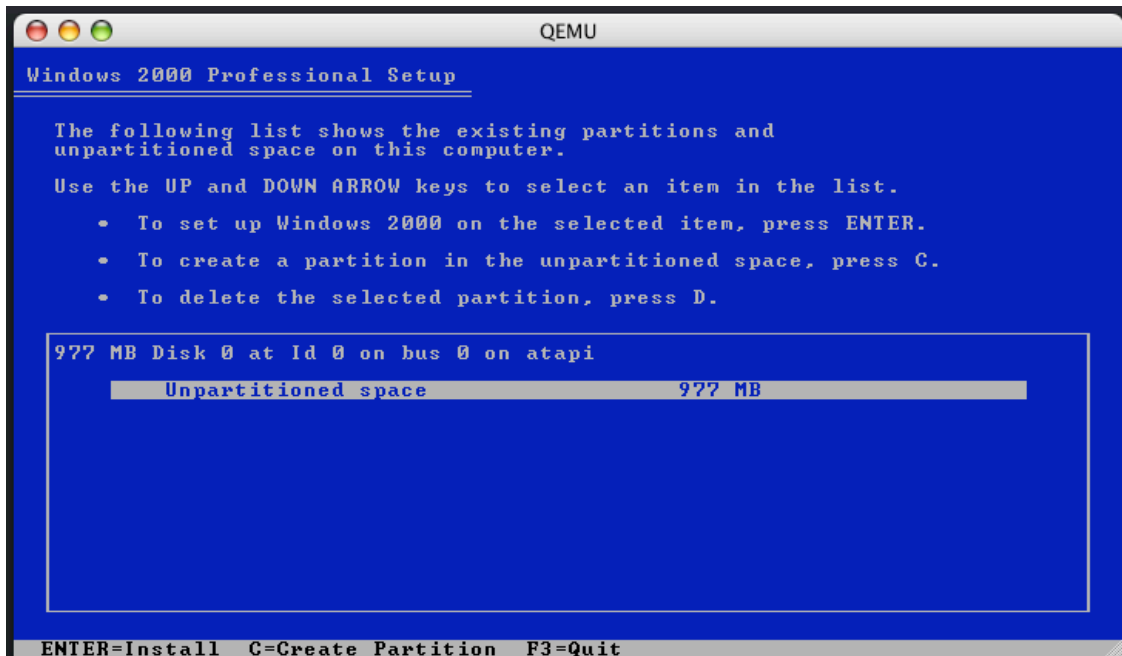 QEMU
Windows 2000 Professional Setup
The following list shows the existing partitions and
unpartitioned space on this computer.
Use the UP and DOWN ARROW keys to select an item in the list.
• To set up Windows 2000 on the selected item, press ENTER.
• To create a partition in the unpartitioned space, press C.
• To delete the selected partition, press D.
977 MB Disk 0 at Id 0 on bus 0 on atapi
Unpartitioned space 977 MB
ENTER=Install C=Create Partition F3=Quit